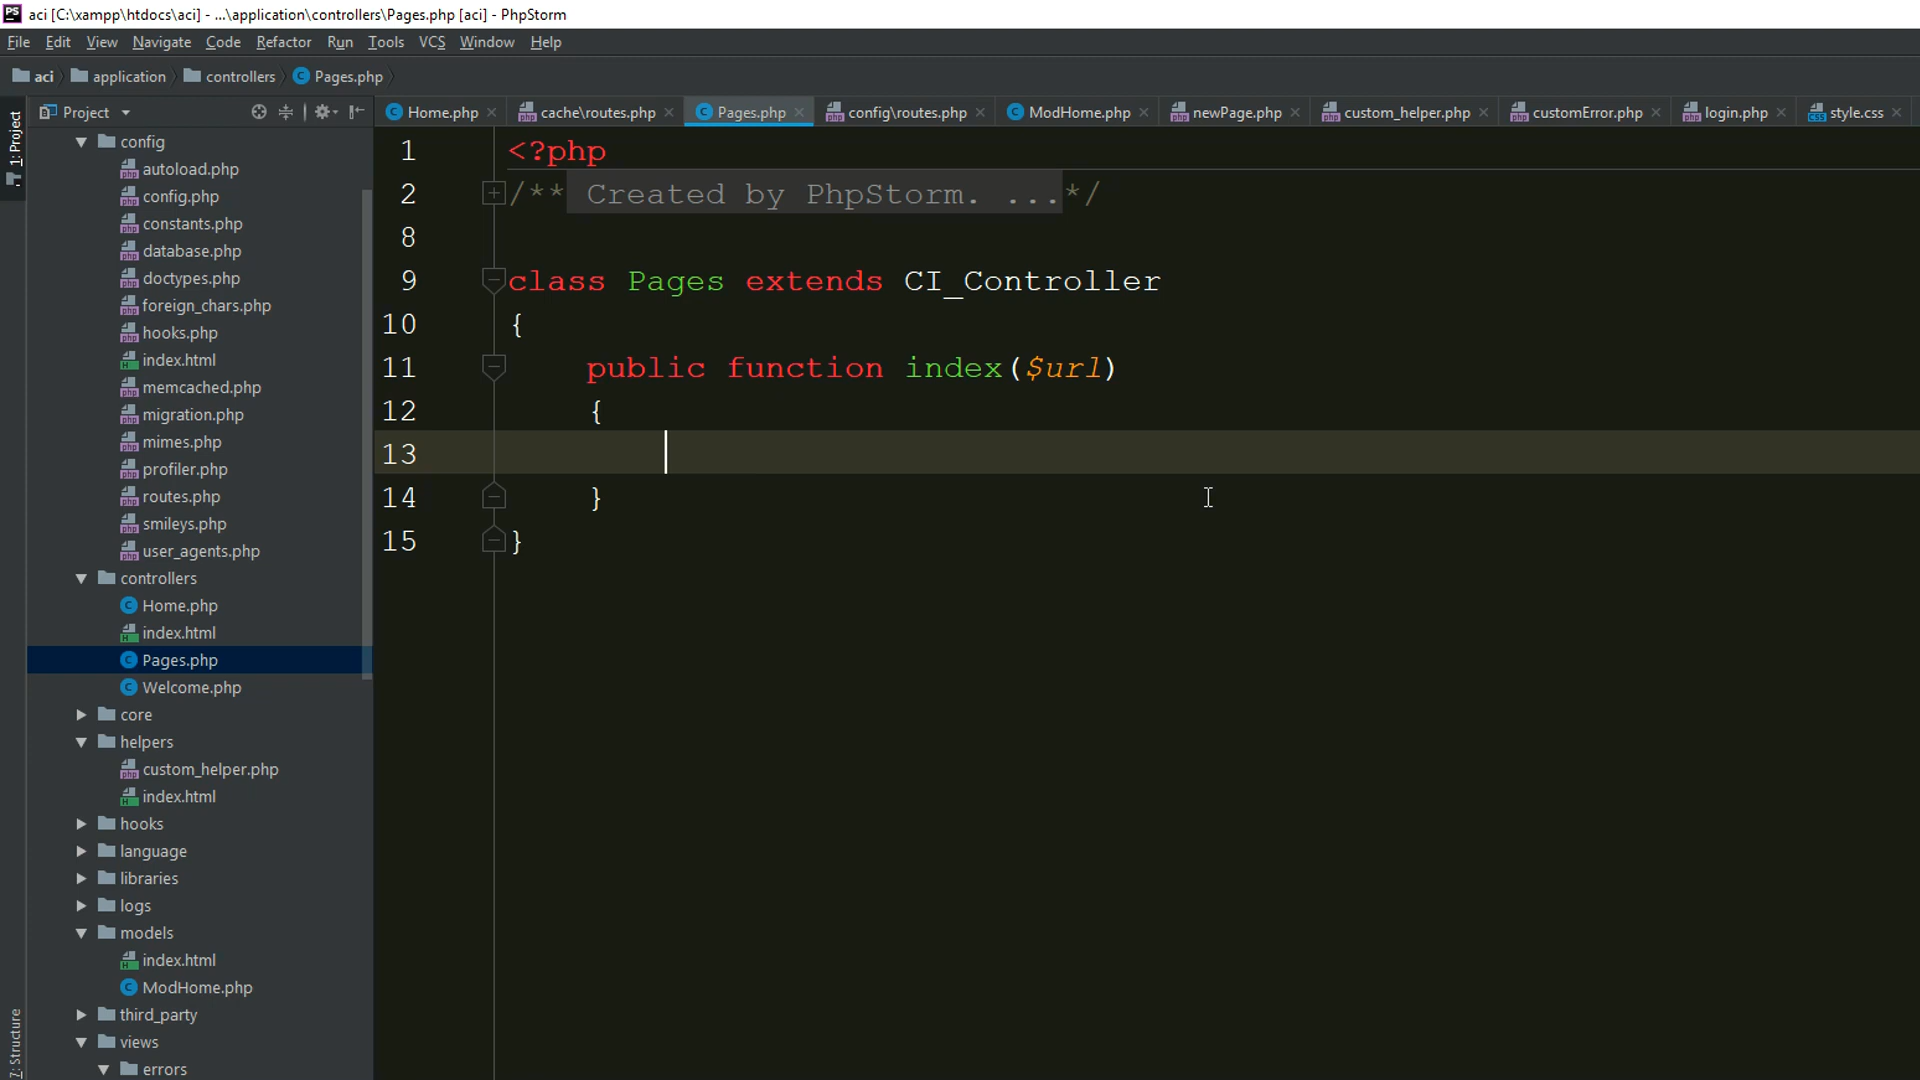 aci [C:\xampp\htdocs\aci] - ...\application\controllers\Pages.php [aci] - PhpStorm
File Edit View Navigate Code Refactor Run Tools VCS Window Help
aci application controllers Pages.php
1: Project
Project
Home.php cache\routes.php Pages.php config\routes.php ModHome.php newPage.php custom_helper.php customError.php login.php style.css
config
autoload.php
config.php
constants.php
database.php
doctypes.php
foreign_chars.php
hooks.php
index.html
memcached.php
migration.php
mimes.php
profiler.php
routes.php
smileys.php
user_agents.php
controllers
Home.php
index.html
Pages.php
Welcome.php
core
helpers
custom_helper.php
index.html
hooks
language
libraries
logs
models
index.html
ModHome.php
third_party
views
errors
7: Structure
1 <?php
2 /** Created by PhpStorm. ...*/
8
9 class Pages extends CI_Controller
10 {
11 public function index($url)
12 {
13
14 }
15 }